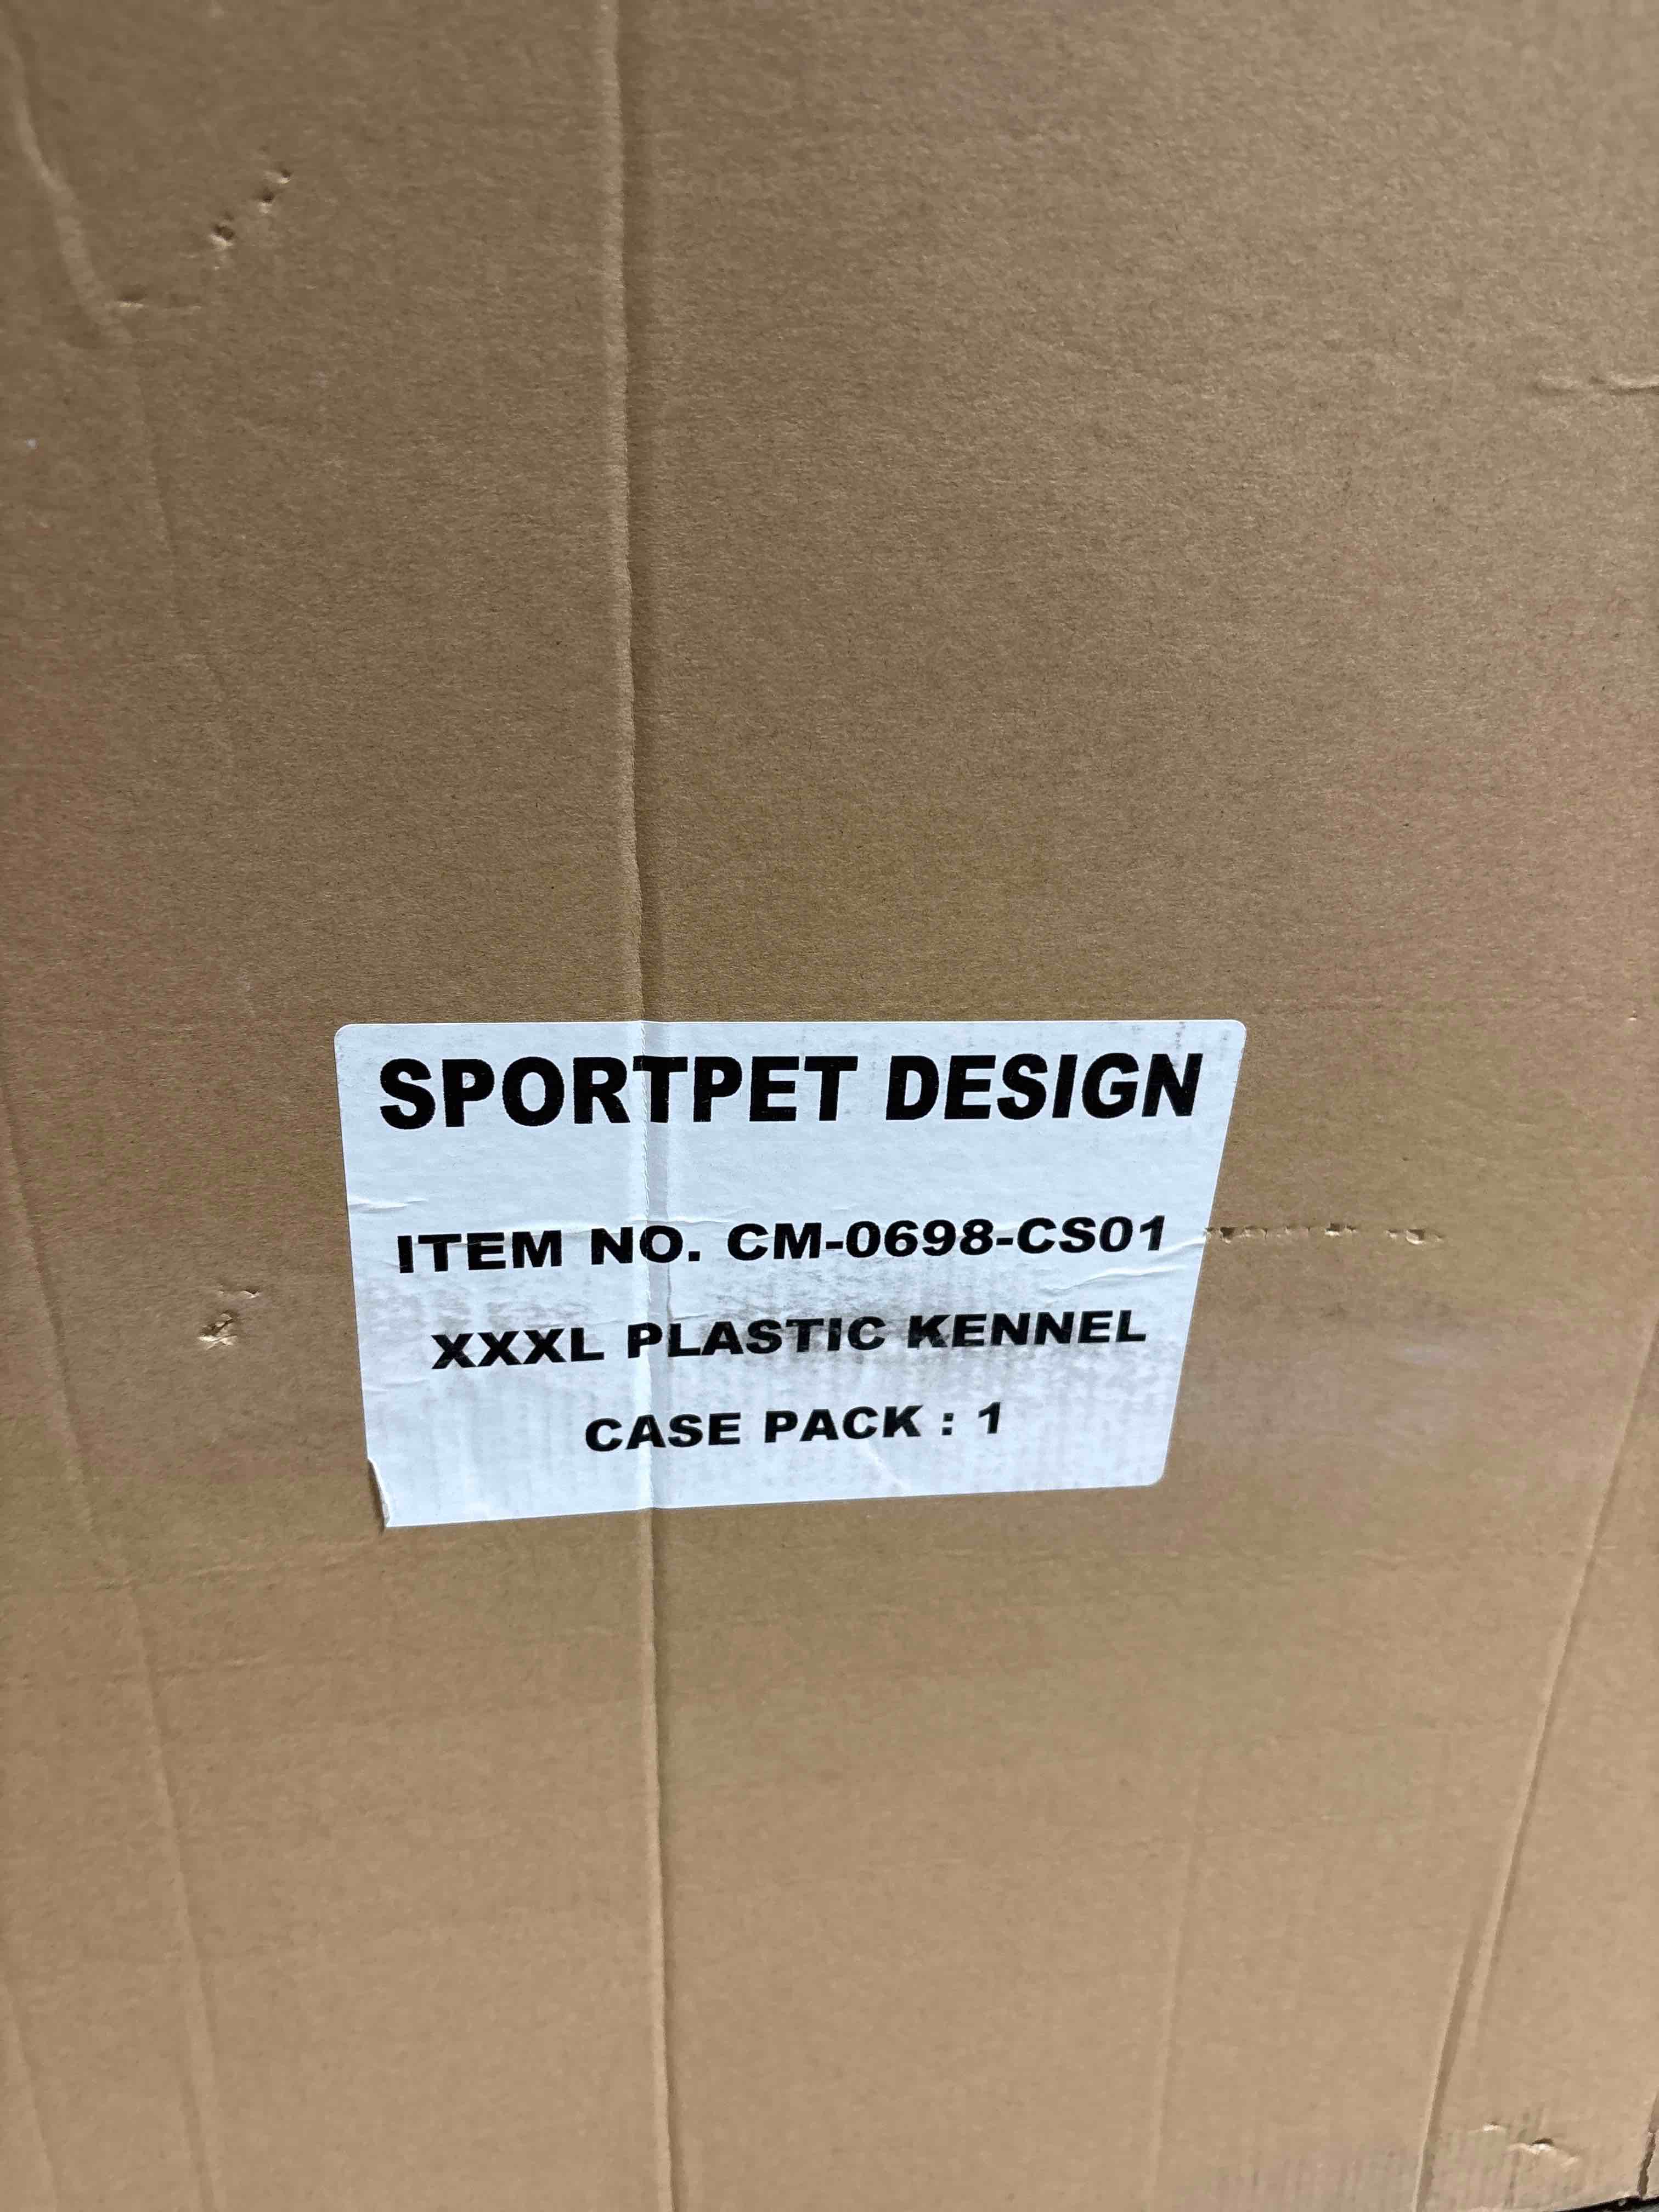 SPORTPET DESIGN
ITEM NO. CM-0698-CS01
XXXL PLASTIC KENNEL
CASE PACK : 1